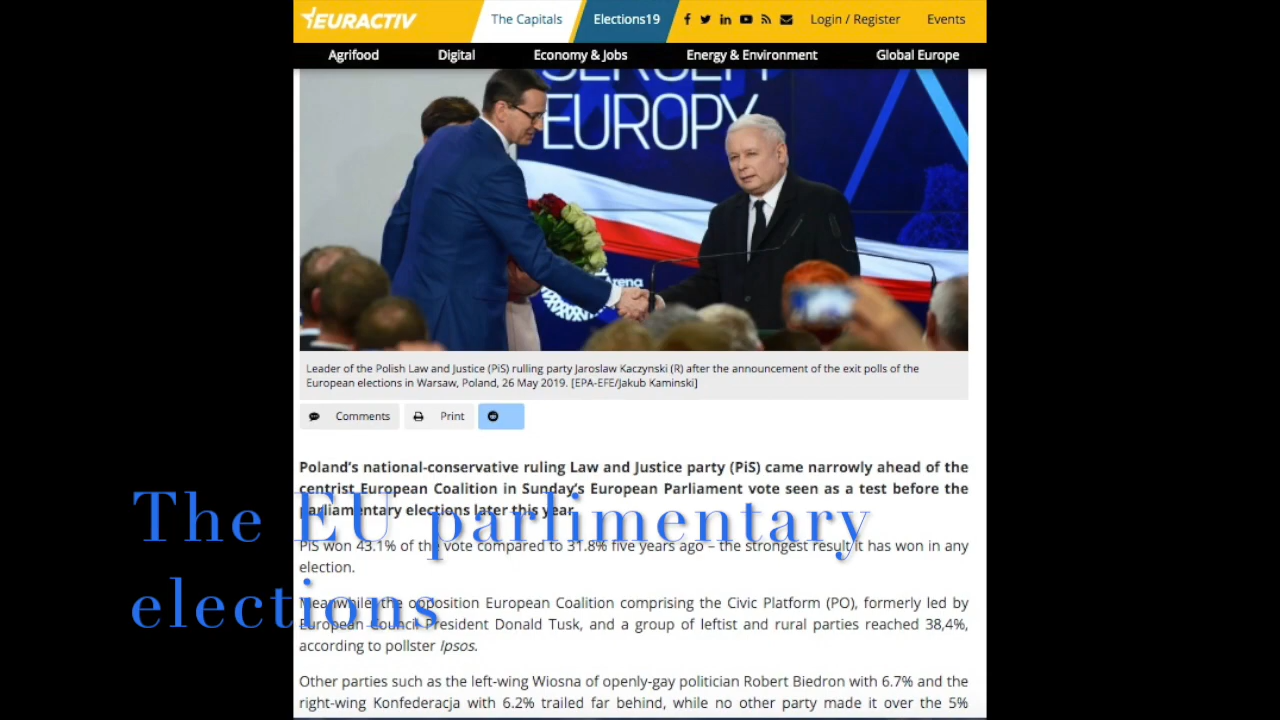 EURACTIV
The Capitals
Elections19
Login / Register
Events
Agrifood
Digital
Economy & Jobs
Energy & Environment
Global Europe
EUROPY
Arena
Leader of the Polish Law and Justice (PiS) rulling party Jaroslaw Kaczynski (R) after the announcement of the exit polls of the
European elections in Warsaw, Poland, 26 May 2019. [EPA-EFE/Jakub Kaminski]
Comments
Print
Poland's national-conservative ruling Law and Justice party (PiS) came narrowly ahead of the
centrist European Coalition in Sunday's European Parliament vote seen as a test before the
parliamentary elections later this year.
The EU parlimentary
elections
PiS won 43.1% of the vote compared to 31.8% five years ago – the strongest result it has won in any
election.
Meanwhile, the opposition European Coalition comprising the Civic Platform (PO), formerly led by
European Council President Donald Tusk, and a group of leftist and rural parties reached 38,4%,
according to pollster Ipsos.
Other parties such as the left-wing Wiosna of openly-gay politician Robert Biedron with 6.7% and the
right-wing Konfederacja with 6.2% trailed far behind, while no other party made it over the 5%